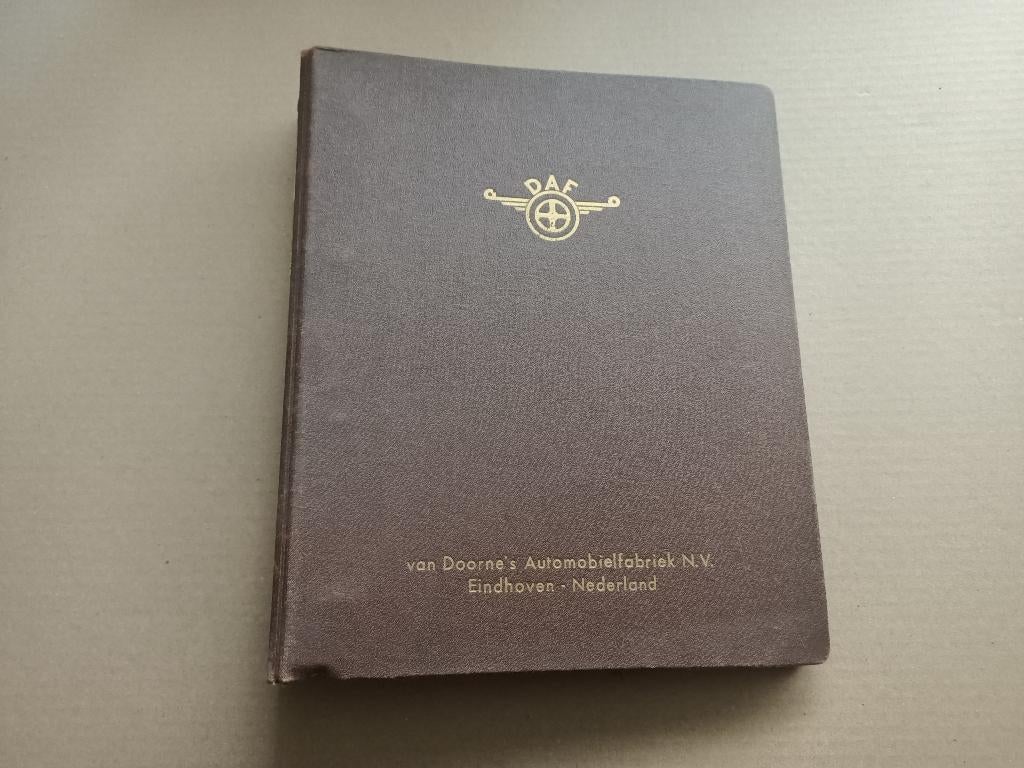 DAF
van Doorne's Automobielfabriek N.V.
Eindhoven - Nederland